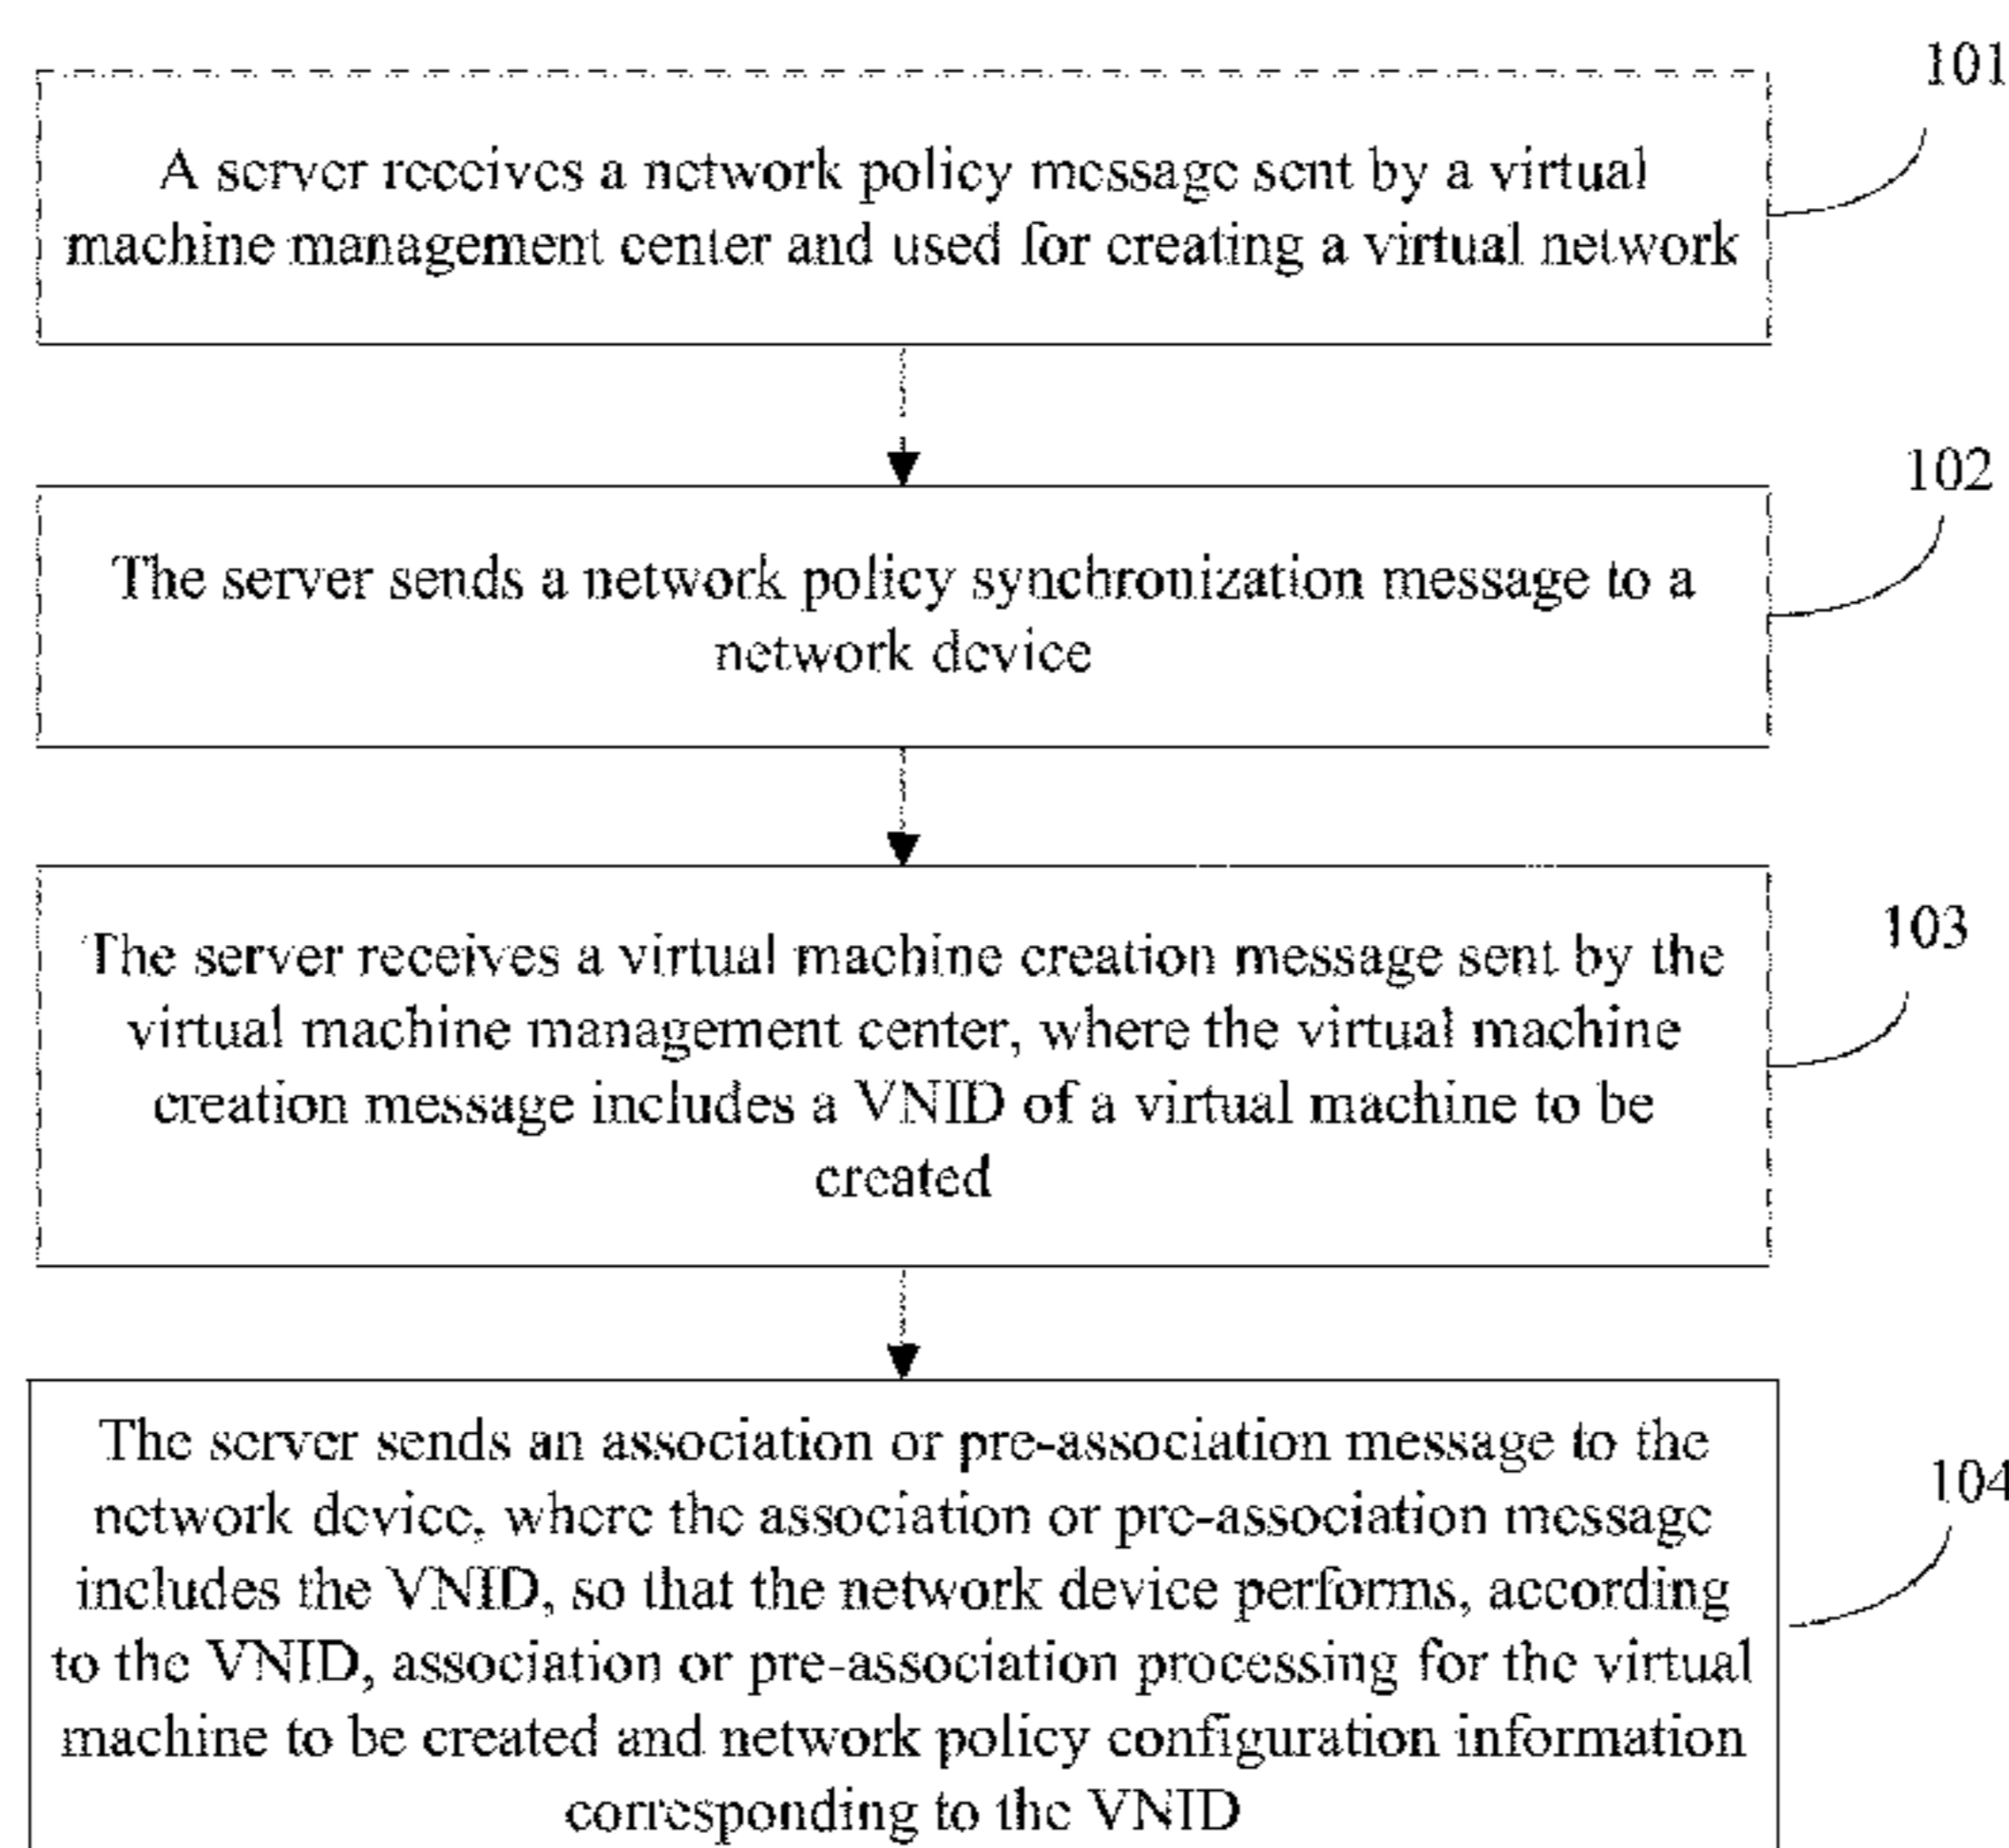 101
A server receives a network policy message sent by a virtual
machine management center and used for creating a virtual network
102
The server sends a network policy synchronization message to a
network device
103
The server receives a virtual machine creation message sent by the
virtual machine management center, where the virtual machine
creation message includes a VNID of a virtual machine to be
created
104
The server sends an association or pre-association message to the
network device, where the association or pre-association message
includes the VNID, so that the network device performs, according
to the VNID, association or pre-association processing for the virtual
machine to be created and network policy configuration information
corresponding to the VNID